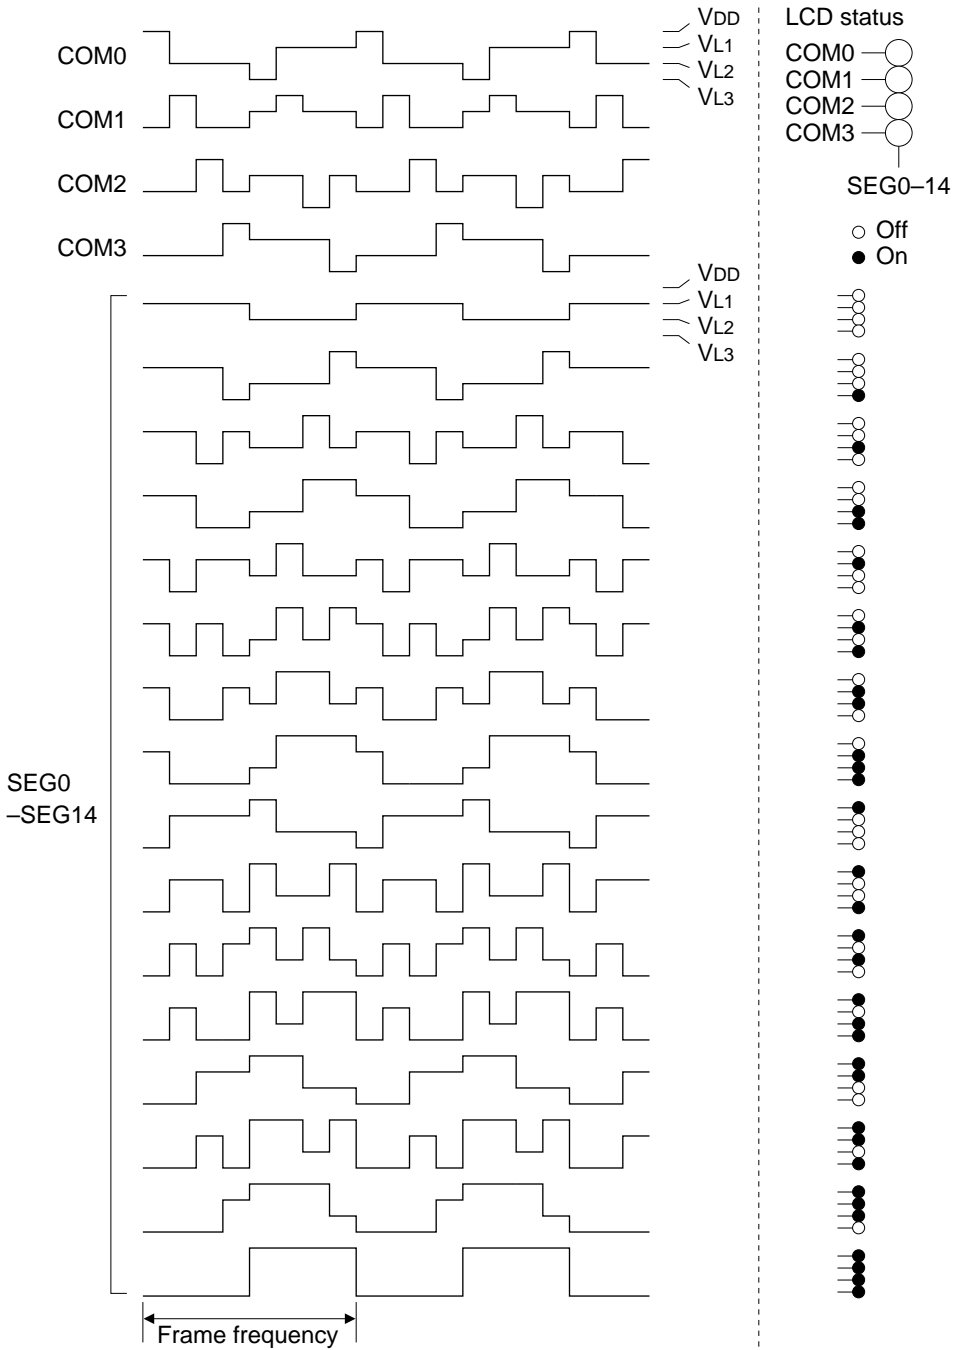 COM0
COM1
COM2
COM3
VDD
VL1
VL2
VL3
VDD
VL1
VL2
VL3
SEG0
–SEG14
Frame frequency
LCD status
COM0
COM1
COM2
COM3
SEG0–14
Off
On